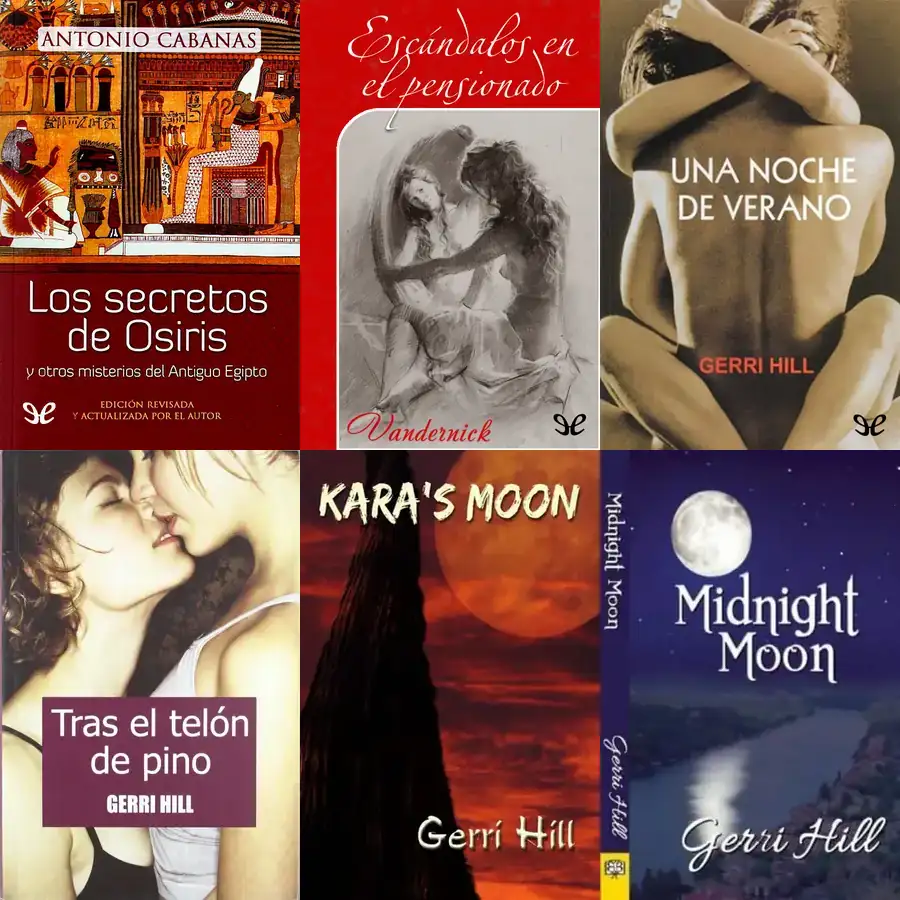 ANTONIO CABANAS
Los secretos
de Osiris
y otros misterios del Antiguo Egipto
EDICIÓN REVISADA
Y ACTUALIZADA POR EL AUTOR
Escándalos en
el pensionado
Vandernick
UNA NOCHE
DE VERANO
GERRI HILL
Tras el telón
de pino
GERRI HILL
KARA'S MOON
Gerri Hill
Midnight Moon
Gerri Hill
Midnight
Moon
Gerri Hill